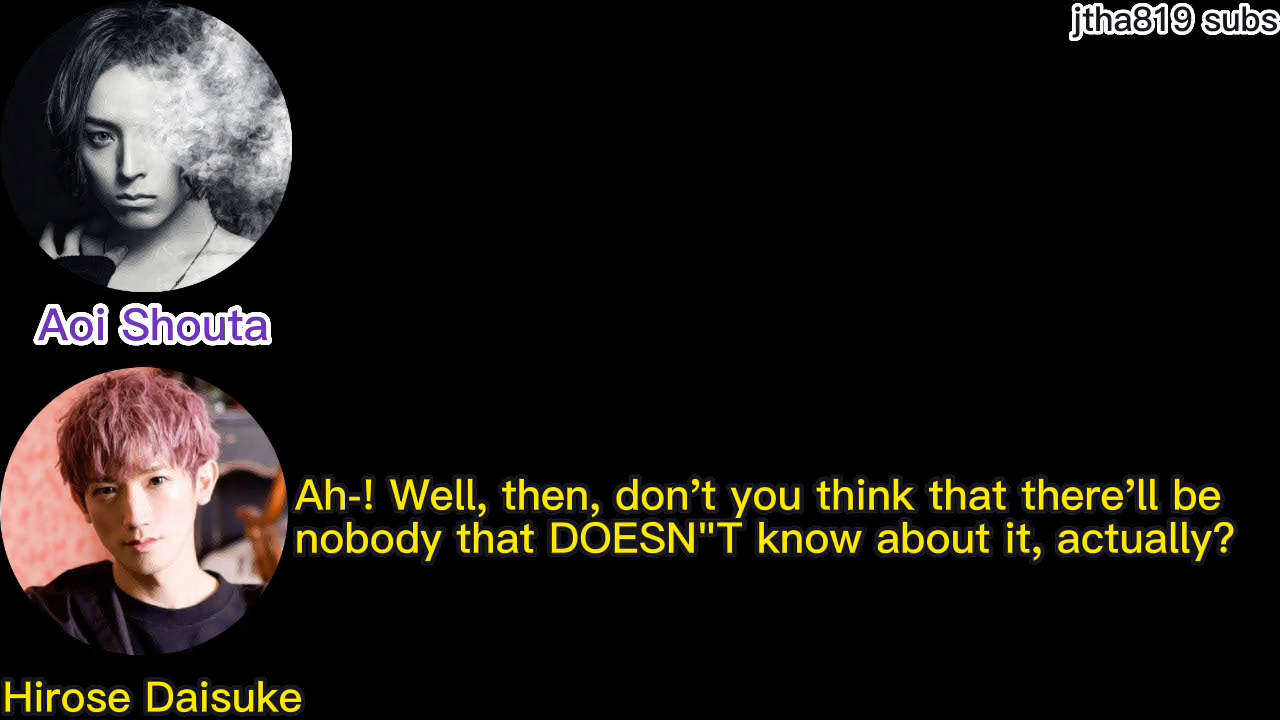 jtha819 subs
Aoi Shouta
Ah-! Well, then, don’t you think that there’ll be
nobody that DOESN"T know about it, actually?
Hirose Daisuke